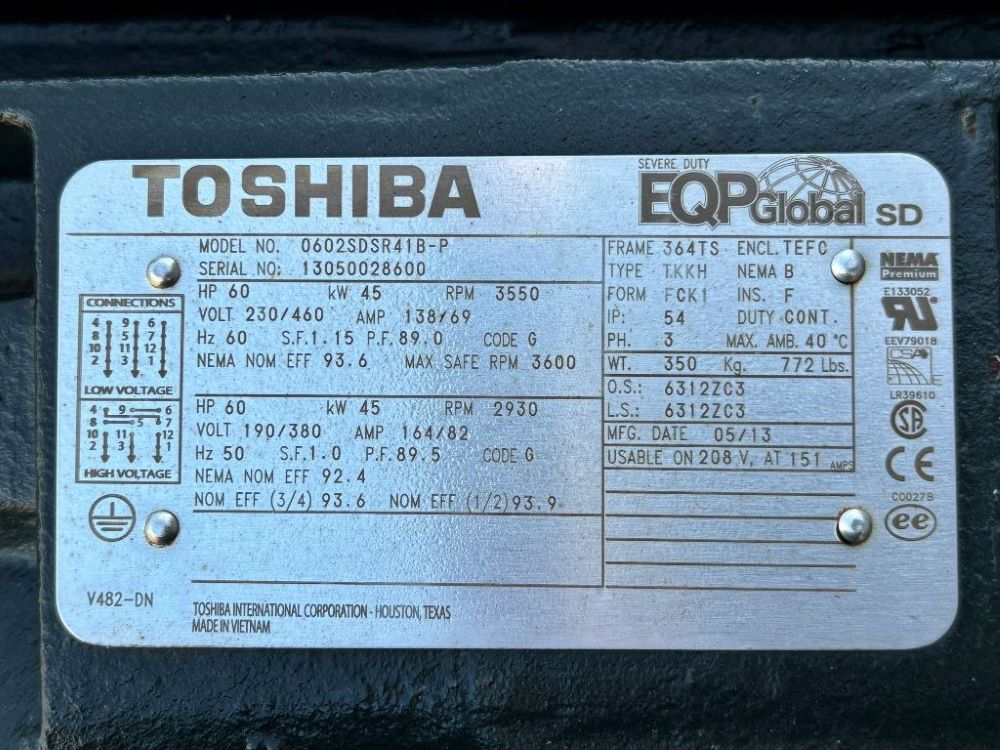 TOSHIBA
SEVERE DUTY
EQP Global SD
MODEL NO. 0602SDSR41B-P
SERIAL NO: 13050028600
HP 60 kW 45 RPM 3550
VOLT 230/460 AMP 138/69
Hz 60 S.F. 1.15 P.F. 89.0 CODE G
NEMA NOM EFF 93.6 MAX SAFE RPM 3600
HP 60 kW 45 RPM 2930
VOLT 190/380 AMP 164/82
Hz 50 S.F. 1.0 P.F. 89.5 CODE G
NEMA NOM EFF 92.4
NOM EFF (3/4) 93.6 NOM EFF (1/2) 93.9
FRAME 364TS ENCL. TEFC
TYPE TKKH NEMA B
FORM FCK1 INS. F
IP: 54 DUTY CONT.
PH. 3 MAX. AMB. 40 °C
WT. 350 Kg. 772 Lbs.
O.S.: 6312ZC3
L.S.: 6312ZC3
MFG. DATE 05/13
USABLE ON 208 V, AT 151 AMPS
CONNECTIONS
4 9 6
8 5 7
10 11 12
2 3 1
LOW VOLTAGE
4 9 6
8 5 7
10 11 12
2 3 1
HIGH VOLTAGE
NEMA
Premium
E133052
EEV79018
CSA
E
LR39610
CE
CC027B
ee
V482-DN
TOSHIBA INTERNATIONAL CORPORATION - HOUSTON, TEXAS
MADE IN VIETNAM